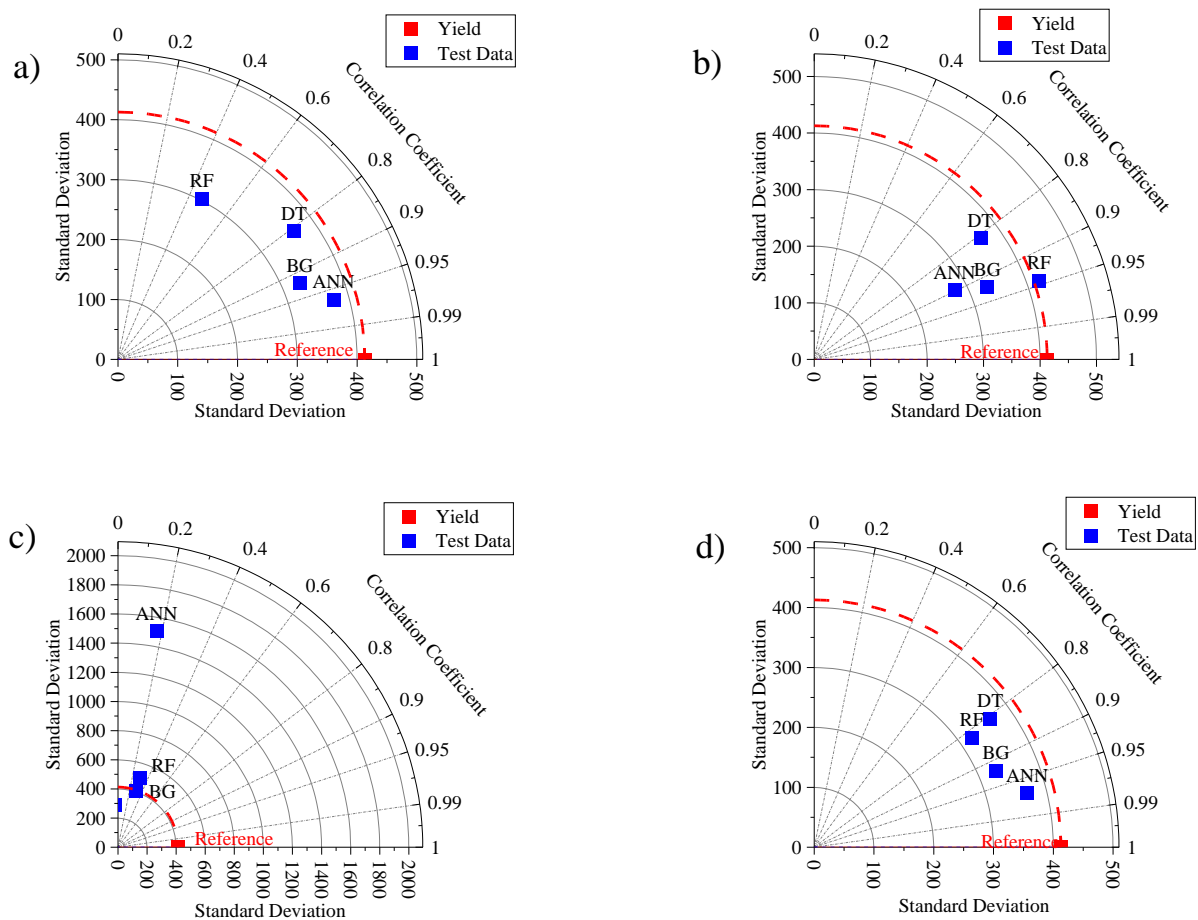 a)
Yield
Test Data
0
0.2
0.4
0.6
0.8
0.9
0.95
0.99
1
Correlation Coefficient
500
400
300
200
100
0
Standard Deviation
RF
DT
BG
ANN
Reference
0
100
200
300
400
500
Standard Deviation
b)
Yield
Test Data
0
0.2
0.4
0.6
0.8
0.9
0.95
0.99
1
Correlation Coefficient
500
400
300
200
100
0
Standard Deviation
DT
ANN
BG
RF
Reference
0
100
200
300
400
500
Standard Deviation
c)
Yield
Test Data
0
0.2
0.4
0.6
0.8
0.9
0.95
0.99
1
Correlation Coefficient
2000
1800
1600
1400
1200
1000
800
600
400
200
0
Standard Deviation
ANN
RF
BG
Reference
0
200
400
600
800
1000
1200
1400
1600
1800
2000
Standard Deviation
d)
Yield
Test Data
0
0.2
0.4
0.6
0.8
0.9
0.95
0.99
1
Correlation Coefficient
500
400
300
200
100
0
Standard Deviation
DT
RF
BG
ANN
Reference
0
100
200
300
400
500
Standard Deviation